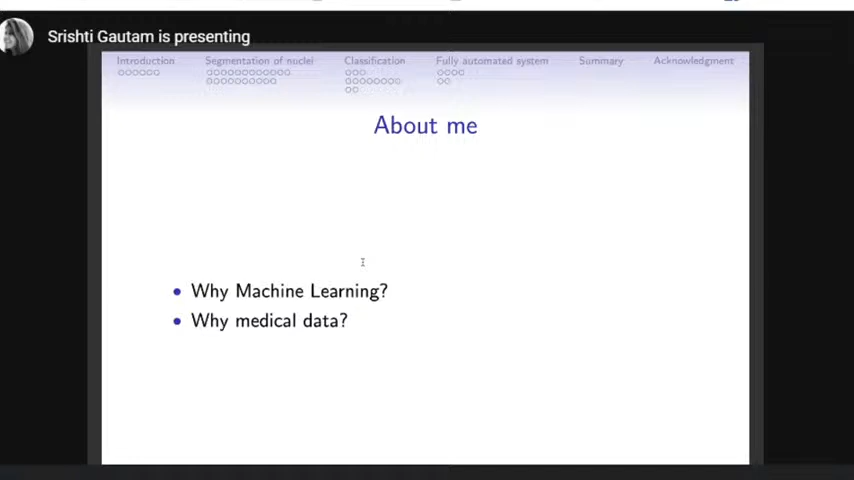 Srishti Gautam is presenting
Introduction Segmentation of nuclei Classification Fully automated system Summary Acknowledgment
About me
• Why Machine Learning?
• Why medical data?